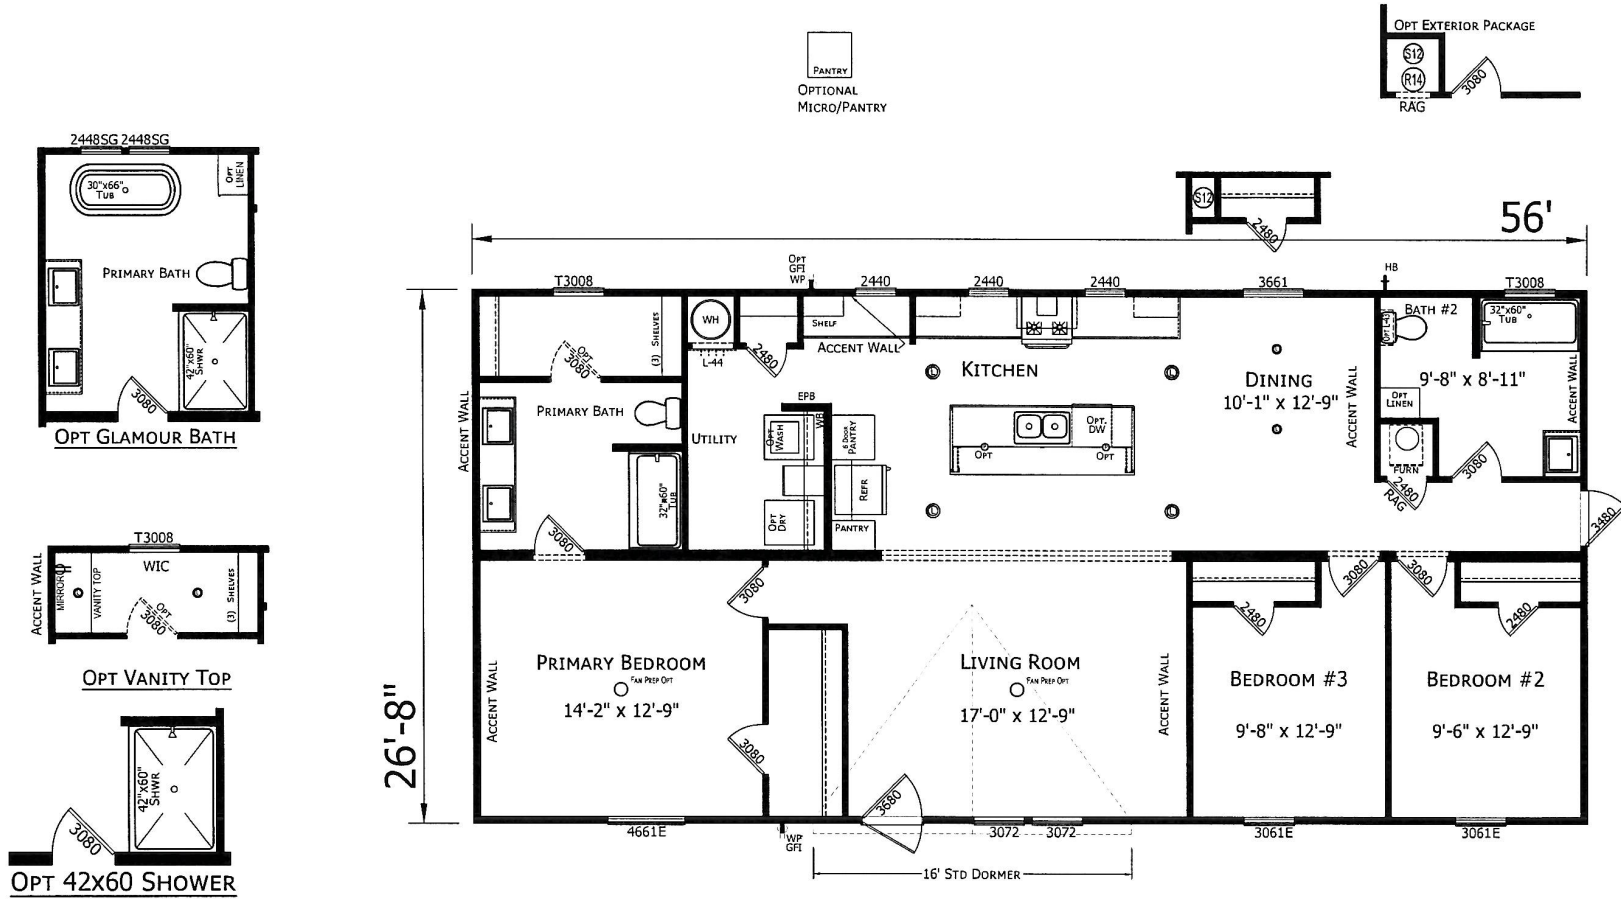 OPT EXTERIOR PACKAGE
S12
R14
3080
RAG
PANTRY
OPTIONAL
MICRO/PANTRY
2448SG 2448SG
30"x66"
TUB
OPT
LINEN
PRIMARY BATH
42"x60"
SHWR
3080
OPT GLAMOUR BATH
S12
2480
56'
T3008
OPT
GFI
WP
2440
2440
2440
3661
HB
T3008
(3) SHELVES
OPT
3080
WH
L-44
2480
SHELF
ACCENT WALL
KITCHEN
DINING
10'-1" x 12'-9"
ACCENT WALL
BATH #2
OPT L-43
32"x60"
TUB
9'-8" x 8'-11"
OPT
LINEN
ACCENT WALL
ACCENT WALL
PRIMARY BATH
UTILITY
EPB
WB
OPT
WASH
OPT
DRY
6 DOOR
PANTRY
REFR
PANTRY
OPT.
DW
OPT
OPT
FURN
2480
RAG
3080
3480
32"x60"
TUB
3080
T3008
ACCENT WALL
MIRROR
VANITY TOP
WIC
(3) SHELVES
OPT
3080
OPT VANITY TOP
26'-8"
ACCENT WALL
PRIMARY BEDROOM
FAN PREP OPT
14'-2" x 12'-9"
3080
3080
LIVING ROOM
FAN PREP OPT
17'-0" x 12'-9"
ACCENT WALL
3080
3080
2480
2480
BEDROOM #3
9'-8" x 12'-9"
BEDROOM #2
9'-6" x 12'-9"
42"x60"
SHWR
3080
OPT 42X60 SHOWER
4661E
WP
GFI
3680
3072
3072
3061E
3061E
16' STD DORMER